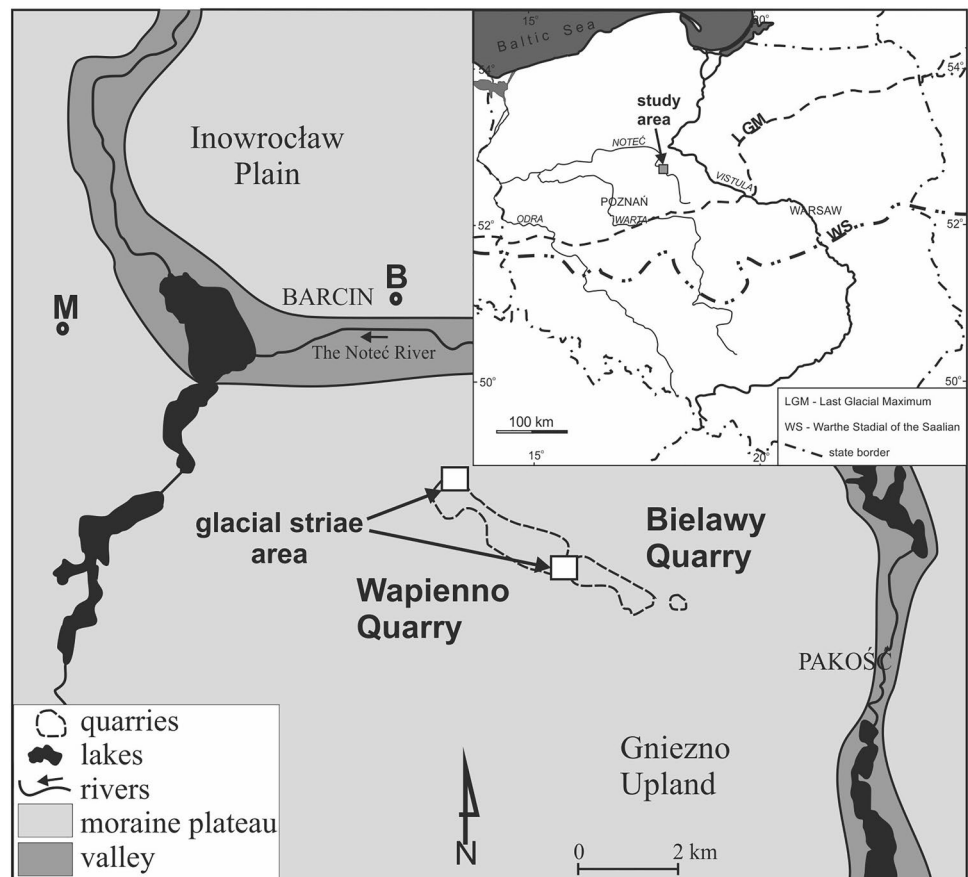 Inowrocław
Plain
M
B
BARCIN
The Noteć River
15°
20°
Baltic Sea
54°
54°
study
area
LGM
NOTEĆ
VISTULA
POZNAŃ
WARSAW
ODRA
WARTA
52°
52°
WS
50°
50°
100 km
15°
20°
LGM - Last Glacial Maximum
WS - Warthe Stadial of the Saalian
state border
glacial striae
area
Bielawy
Quarry
Wapienno
Quarry
PAKOŚĆ
Gniezno
Upland
quarries
lakes
rivers
moraine plateau
valley
N
0 2 km